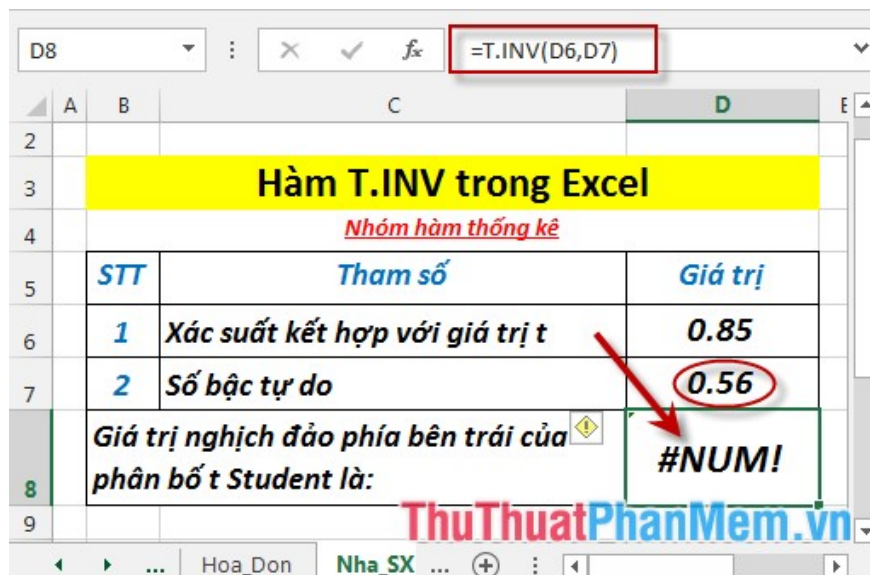 D8 fx =T.INV(D6,D7)
A B C D E
2
3 Hàm T.INV trong Excel
4 Nhóm hàm thống kê
5 STT Tham số Giá trị
6 1 Xác suất kết hợp với giá trị t 0.85
7 2 Số bậc tự do 0.56
Giá trị nghịch đảo phía bên trái của
8 phân bố t Student là: #NUM!
9 ThuThuatPhanMem.vn
... Hoa_Don Nha_SX ...